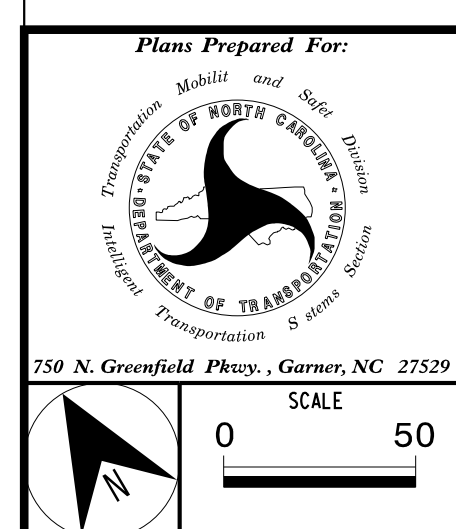 Plans Prepared For:
Transportation Mobilit and Safet Division
STATE OF NORTH CAROLINA
DEPARTMENT OF TRANSPORTATION
Intelligent Transportation S stems Section
750 N. Greenfield Pkwy. , Garner, NC 27529
SCALE
0 50
N